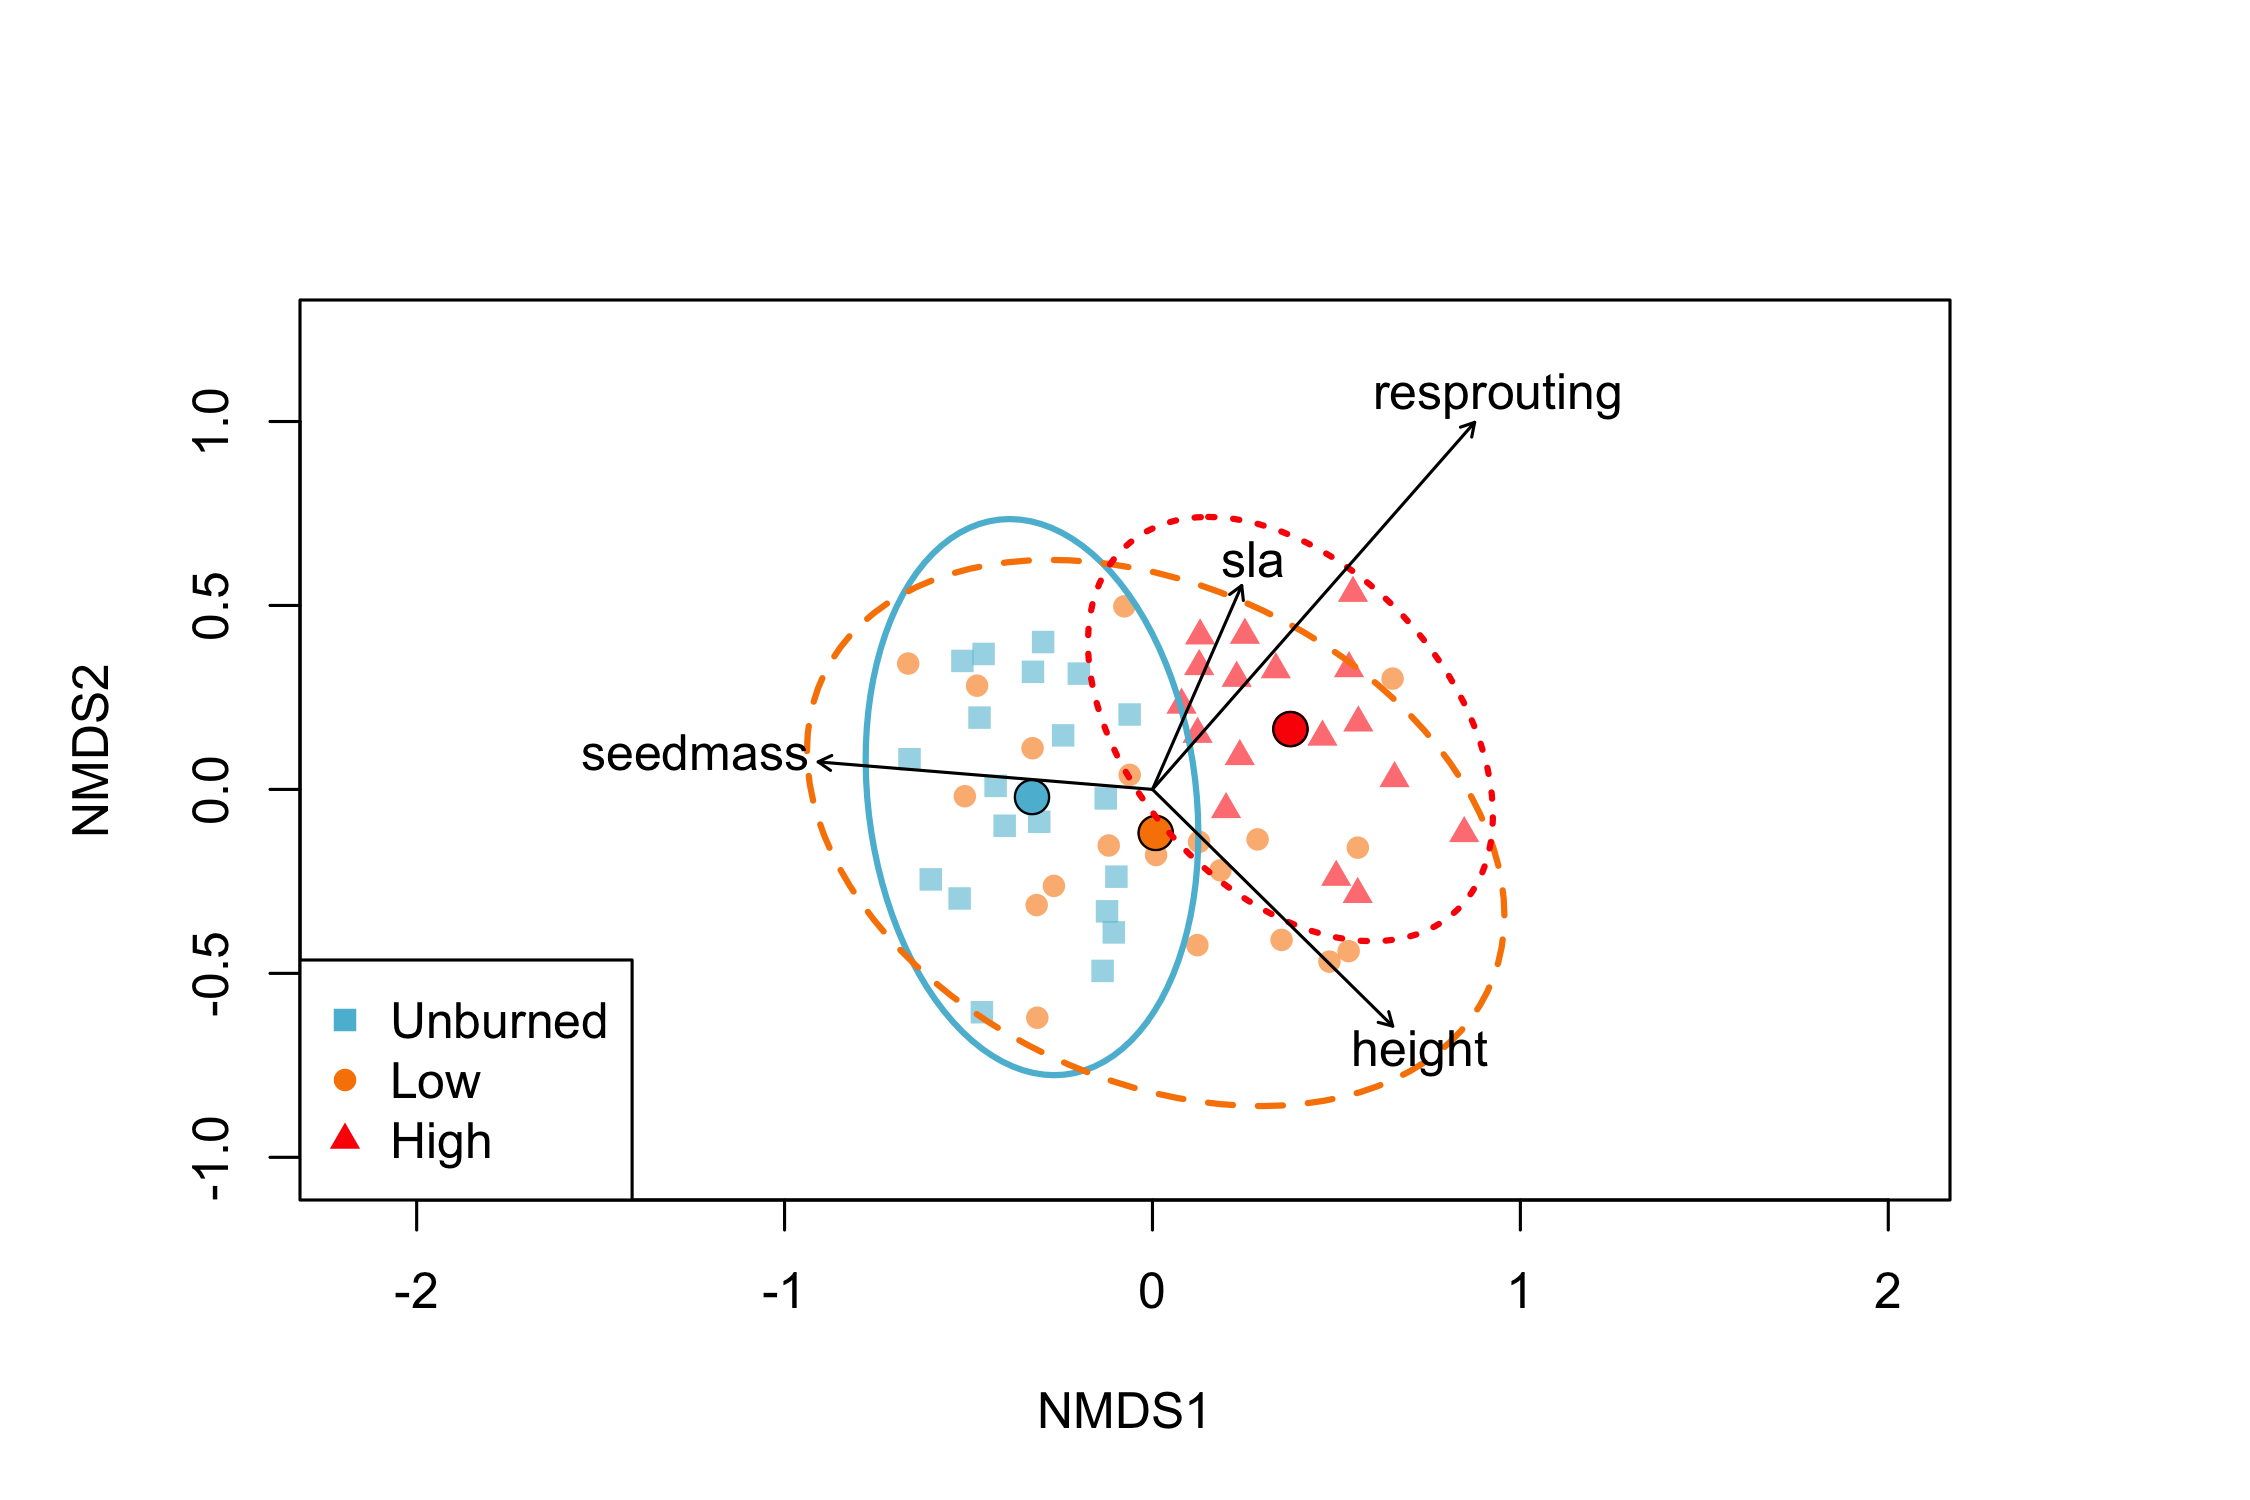 resprouting
sla
seedmass
height
NMDS2
1.0
0.5
0.0
-0.5
-1.0
Unburned
Low
High
-2
-1
0
1
2
NMDS1